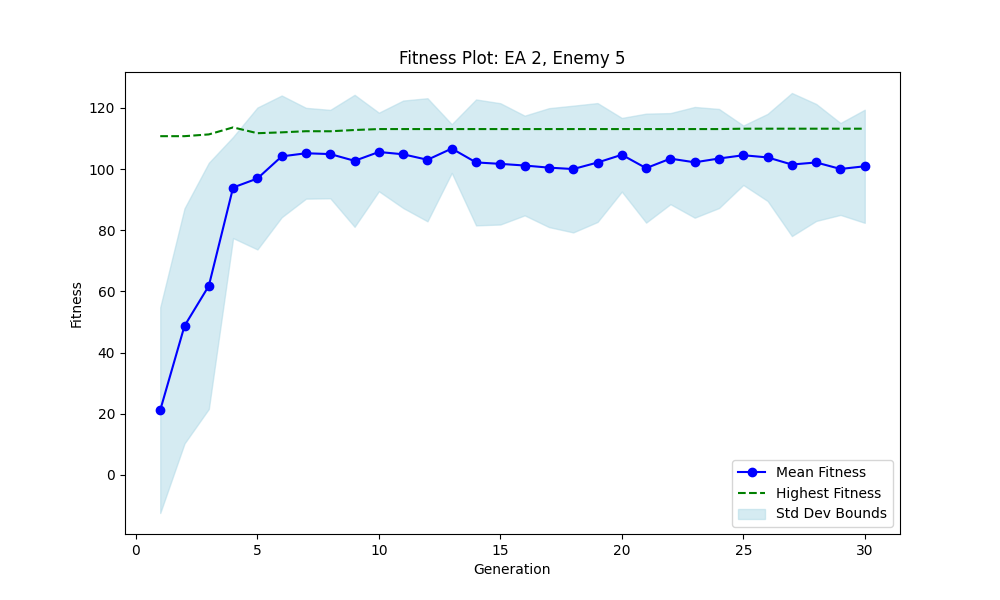 Fitness Plot: EA 2, Enemy 5
Fitness
120
100
80
60
40
20
0
Mean Fitness
Highest Fitness
Std Dev Bounds
0 5 10 15 20 25 30
Generation